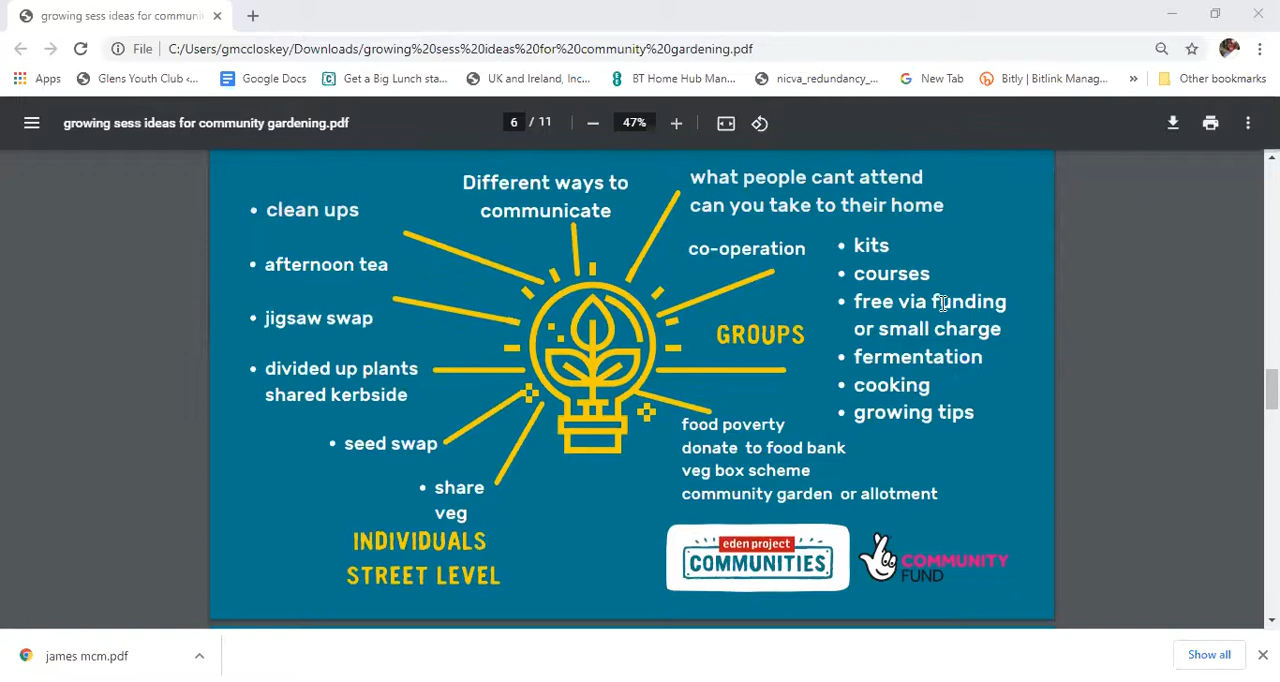 growing sess ideas for communi
File
C:/Users/gmccloskey/Downloads/growing%20sess%20ideas%20for%20community%20gardening.pdf
Apps
Glens Youth Club ‹...
Google Docs
Get a Big Lunch sta...
UK and Ireland, Inc...
BT Home Hub Man...
nicva_redundancy_...
New Tab
Bitly | Bitlink Manag...
»
Other bookmarks
growing sess ideas for community gardening.pdf
6 / 11
47%
Different ways to
communicate
what people cant attend
can you take to their home
• clean ups
• afternoon tea
• jigsaw swap
• divided up plants
shared kerbside
• seed swap
• share
veg
INDIVIDUALS
STREET LEVEL
co-operation
GROUPS
• kits
• courses
• free via funding
or small charge
• fermentation
• cooking
• growing tips
food poverty
donate to food bank
veg box scheme
community garden or allotment
eden project
COMMUNITIES
COMMUNITY
FUND
james mcm.pdf
Show all